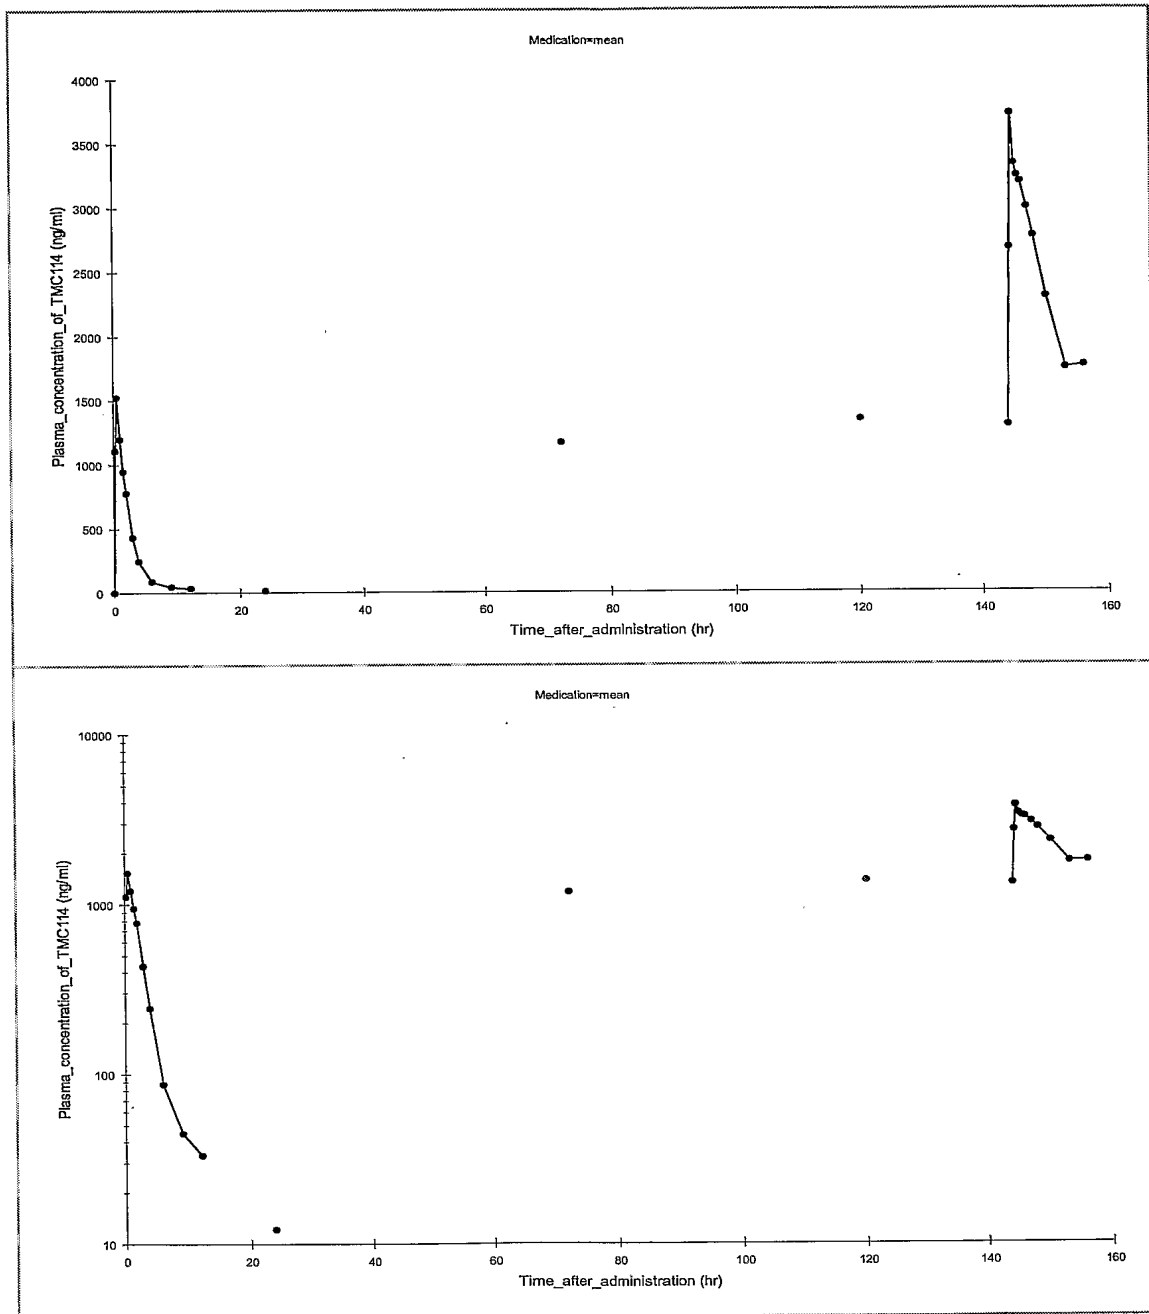 Medication=mean
4000
3500
3000
2500
2000
1500
1000
500
0
Plasma_concentration_of_TMC114 (ng/ml)
0 20 40 60 80 100 120 140 160
Time_after_administration (hr)
Medication=mean
10000
1000
100
10
Plasma_concentration_of_TMC114 (ng/ml)
0 20 40 60 80 100 120 140 160
Time_after_administration (hr)